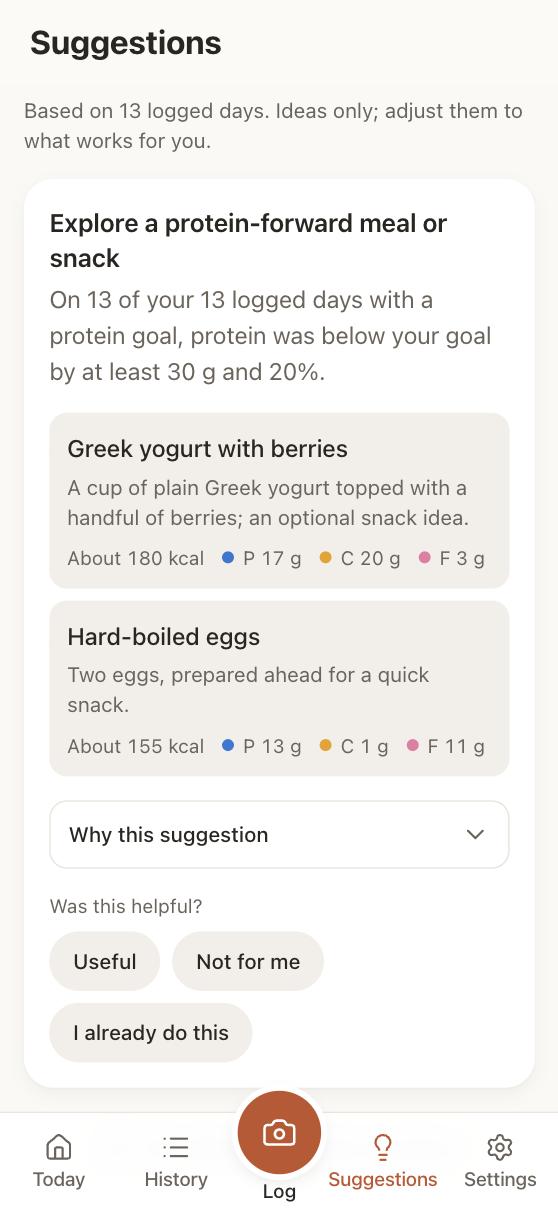 Suggestions
Based on 13 logged days. Ideas only; adjust them to
what works for you.
Explore a protein-forward meal or
snack
On 13 of your 13 logged days with a
protein goal, protein was below your goal
by at least 30 g and 20%.
Greek yogurt with berries
A cup of plain Greek yogurt topped with a
handful of berries; an optional snack idea.
About 180 kcal P 17 g C 20 g F 3 g
Hard-boiled eggs
Two eggs, prepared ahead for a quick
snack.
About 155 kcal P 13 g C 1 g F 11 g
Why this suggestion
Was this helpful?
Useful Not for me
I already do this
Today History Log Suggestions Settings